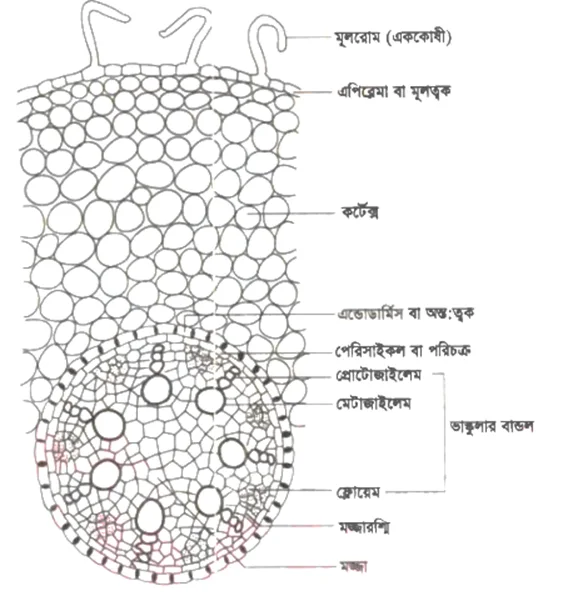 মূলরোম (এককোষী)
এপিব্লেমা বা মূলত্বক
কর্টেক্স
এন্ডোডার্মিস বা অন্ত:ত্বক
পেরিসাইকল বা পরিচক্র
প্রোটোজাইলেম
মেটাজাইলেম
ভাস্কুলার বান্ডল
ফ্লোয়েম
মজ্জারশ্মি
মজ্জা